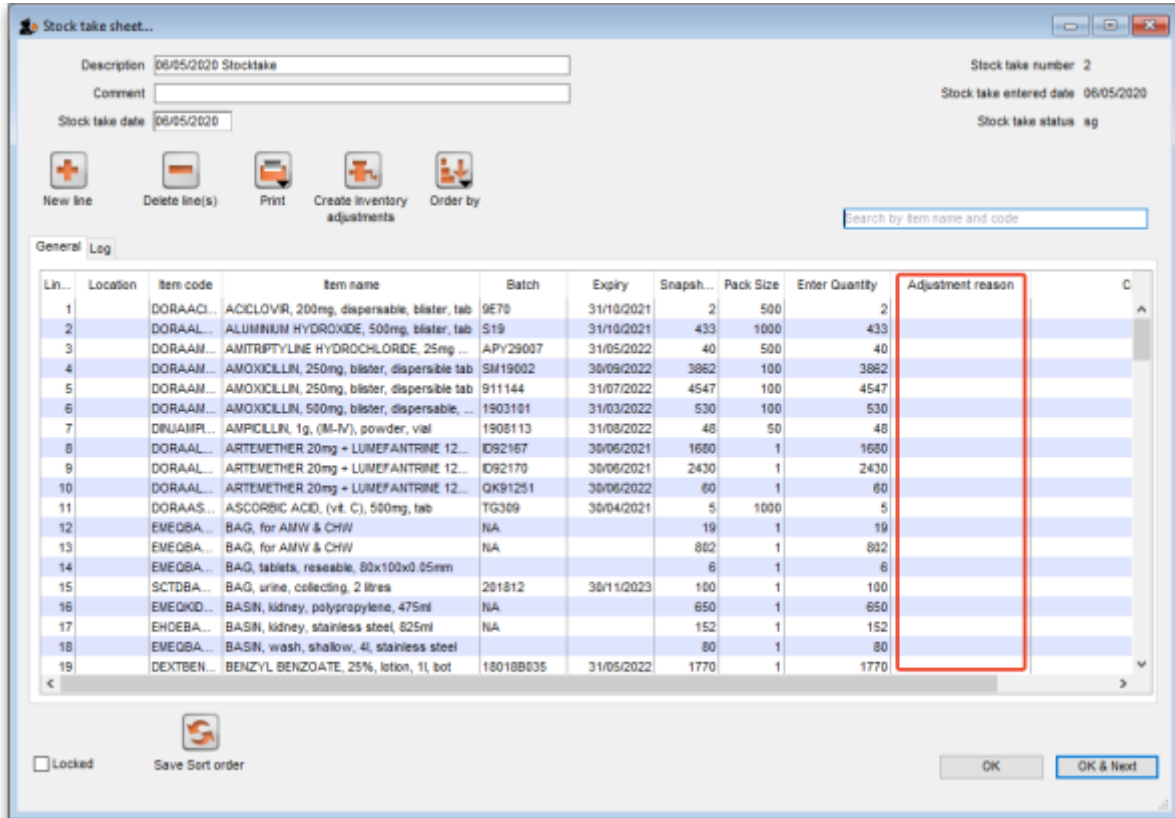 Stock take sheet...
Description 06/05/2020 Stocktake Stock take number 2
Comment Stock take entered date 06/05/2020
Stock take date 06/05/2020 Stock take status sg
New line Delete line(s) Print Create Inventory adjustments Order by
Search by item name and code
General Log
Lin... Location Item code Item name Batch Expiry Snapsh... Pack Size Enter Quantity Adjustment reason C
1 DORAACI... ACICLOVIR, 200mg, dispersable, blister, tab 9E70 31/10/2021 2 500 2
2 DORAAL... ALUMINIUM HYDROXIDE, 500mg, blister, tab S19 31/10/2021 433 1000 433
3 DORAAM... AMITRIPTYLINE HYDROCHLORIDE, 25mg ... APY29007 31/05/2022 40 500 40
4 DORAAM... AMOXICILLIN, 250mg, blister, dispersible tab SM19002 30/09/2022 3862 100 3862
5 DORAAM... AMOXICILLIN, 250mg, blister, dispersible tab 911144 31/07/2022 4547 100 4547
6 DORAAM... AMOXICILLIN, 500mg, blister, dispersable, ... 1903101 31/03/2022 530 100 530
7 DINJAMPI... AMPICILLIN, 1g, (IM-IV), powder, vial 1908113 31/08/2022 48 50 48
8 DORAAL... ARTEMETHER 20mg + LUMEFANTRINE 12... ID92167 30/06/2021 1680 1 1680
9 DORAAL... ARTEMETHER 20mg + LUMEFANTRINE 12... ID92170 30/06/2021 2430 1 2430
10 DORAAL... ARTEMETHER 20mg + LUMEFANTRINE 12... QK91251 30/06/2022 60 1 60
11 DORAAS... ASCORBIC ACID, (vit. C), 500mg, tab TG309 30/04/2021 5 1000 5
12 EMEQBA... BAG, for AMW & CHW NA 19 1 19
13 EMEQBA... BAG, for AMW & CHW NA 802 1 802
14 EMEQBA... BAG, tablets, reseable, 80x100x0.05mm 6 1 6
15 SCTDBA... BAG, urine, collecting, 2 litres 201812 30/11/2023 100 1 100
16 EMEQKID... BASIN, kidney, polypropylene, 475ml NA 650 1 650
17 EHOEBA... BASIN, kidney, stainless steel, 825ml NA 152 1 152
18 EMEQBA... BASIN, wash, shallow, 4l, stainless steel 80 1 80
19 DEXTBEN... BENZYL BENZOATE, 25%, lotion, 1l, bot 18018B035 31/05/2022 1770 1 1770
Locked Save Sort order OK OK & Next